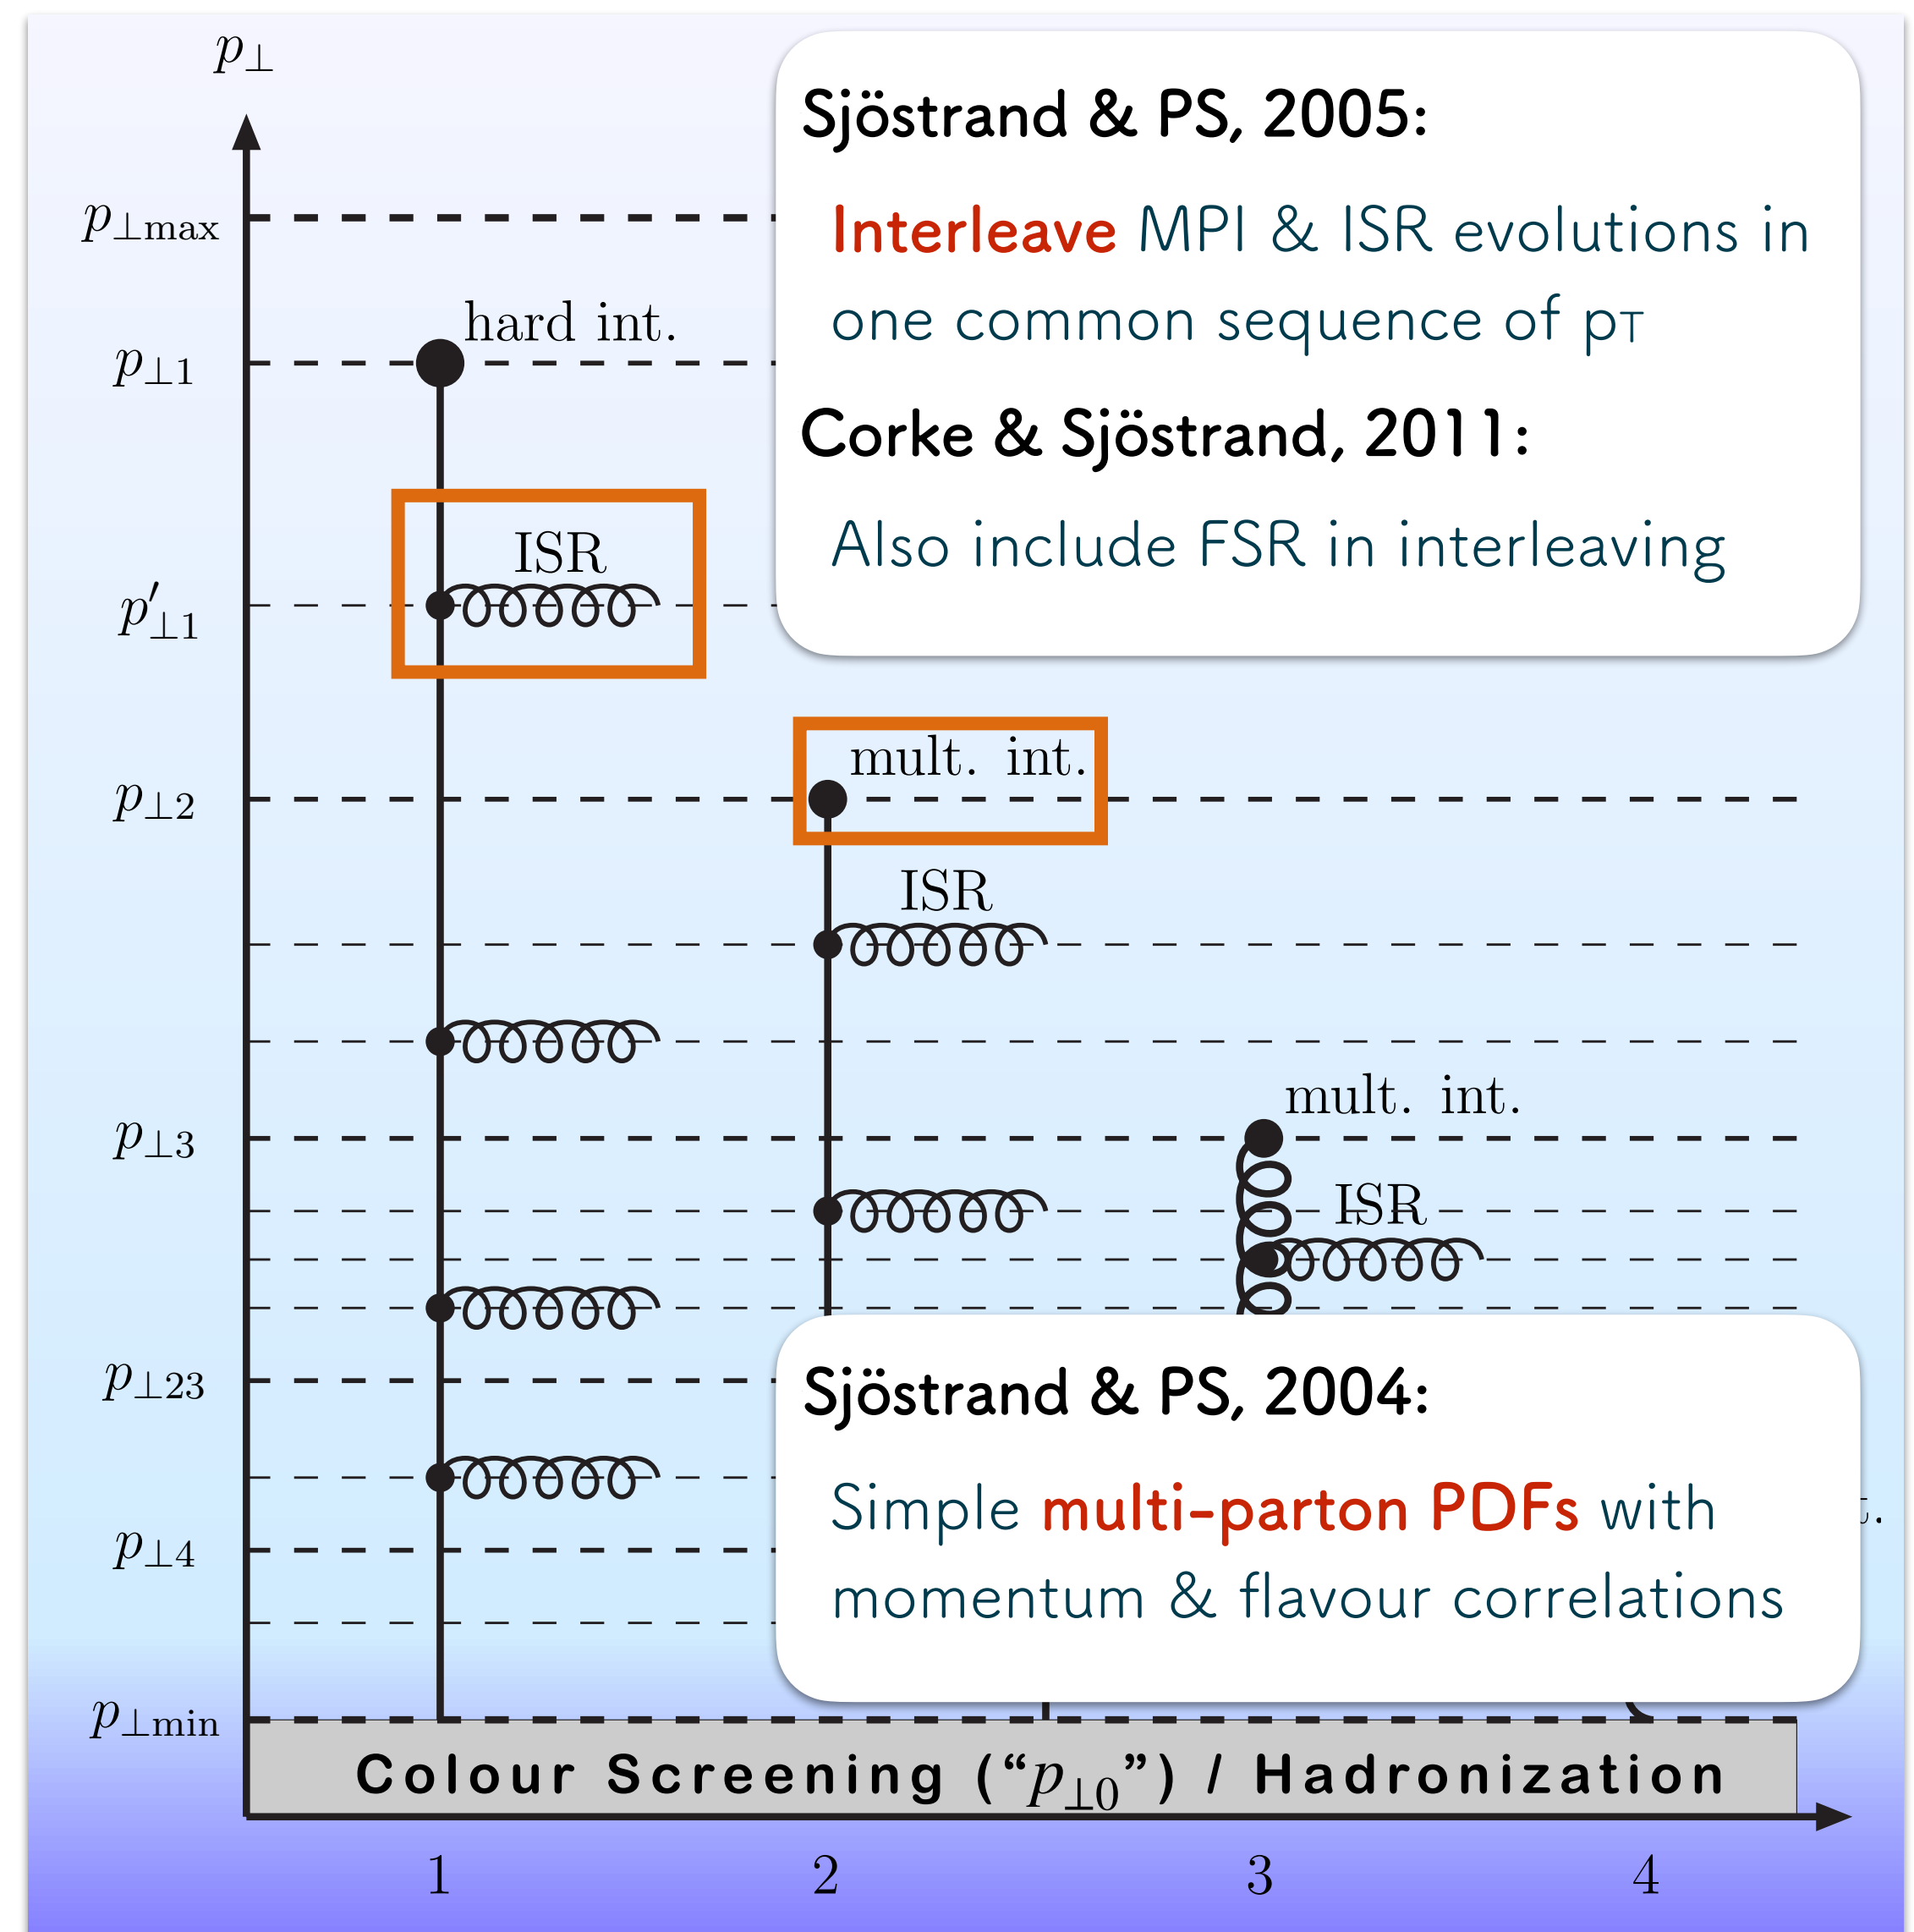 p⊥
Sjöstrand & PS, 2005:
Interleave MPI & ISR evolutions in
one common sequence of pT
Corke & Sjöstrand, 2011:
Also include FSR in interleaving
p⊥max
hard int.
p⊥1
ISR
p′⊥1
mult. int.
p⊥2
ISR
mult. int.
p⊥3
ISR
p⊥23
Sjöstrand & PS, 2004:
Simple multi-parton PDFs with
momentum & flavour correlations
p⊥4
p⊥min
Colour Screening (“p⊥0”) / Hadronization
1 2 3 4